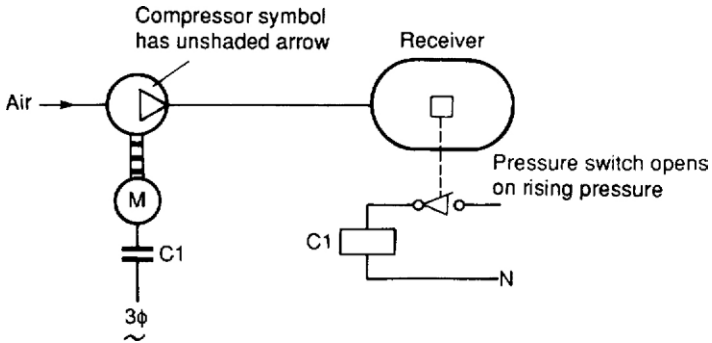 Compressor symbol
has unshaded arrow
Receiver
Air
Pressure switch opens
on rising pressure
M
C1
C1
N
3ϕ
~